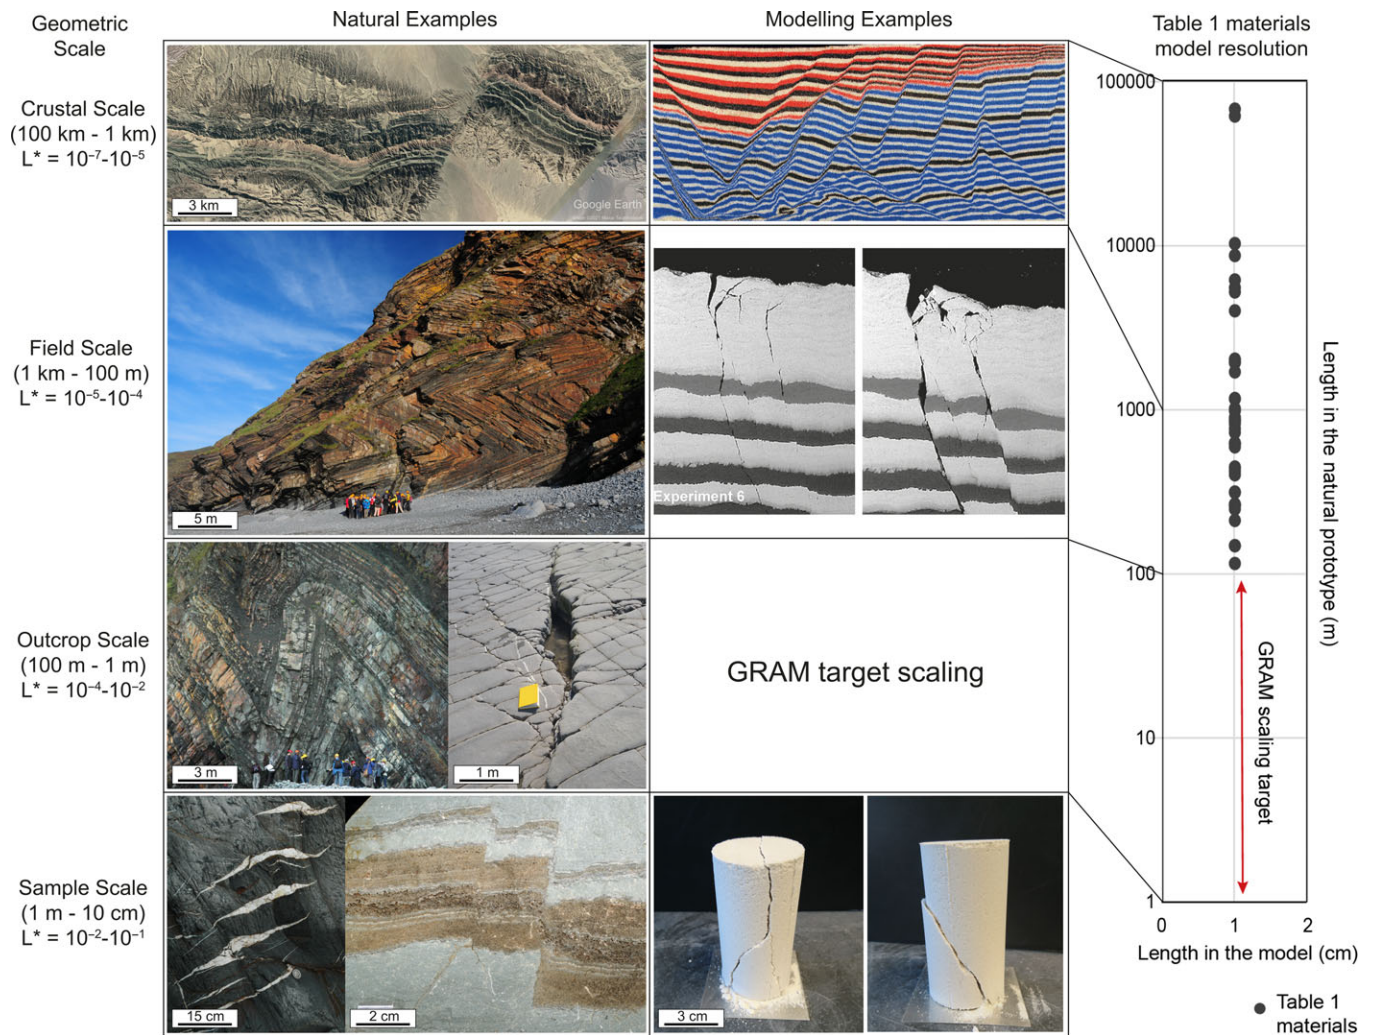 Geometric
Scale
Natural Examples
Modelling Examples
Table 1 materials
model resolution
Crustal Scale
(100 km - 1 km)
L* = 10⁻⁷-10⁻⁵
3 km
Google Earth
Field Scale
(1 km - 100 m)
L* = 10⁻⁵-10⁻⁴
5 m
Experiment 6
Outcrop Scale
(100 m - 1 m)
L* = 10⁻⁴-10⁻²
3 m
1 m
GRAM target scaling
Sample Scale
(1 m - 10 cm)
L* = 10⁻²-10⁻¹
15 cm
2 cm
3 cm
100000
10000
1000
100
10
1
0
1
2
Length in the model (cm)
Length in the natural prototype (m)
GRAM scaling target
Table 1
materials